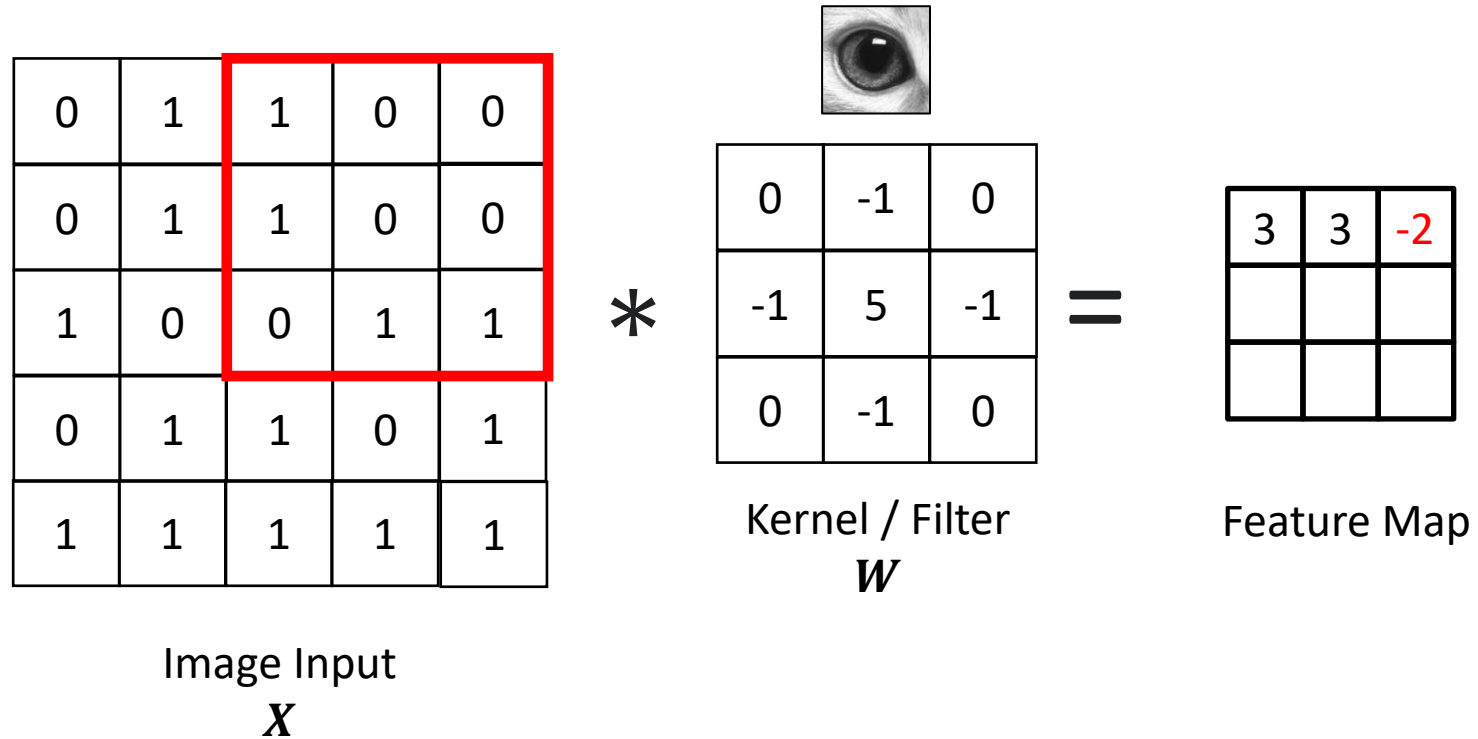 0 1 1 0 0
0 1 1 0 0
1 0 0 1 1
0 1 1 0 1
1 1 1 1 1
Image Input
X
*
0 -1 0
-1 5 -1
0 -1 0
Kernel / Filter
W
=
3 3 -2
Feature Map